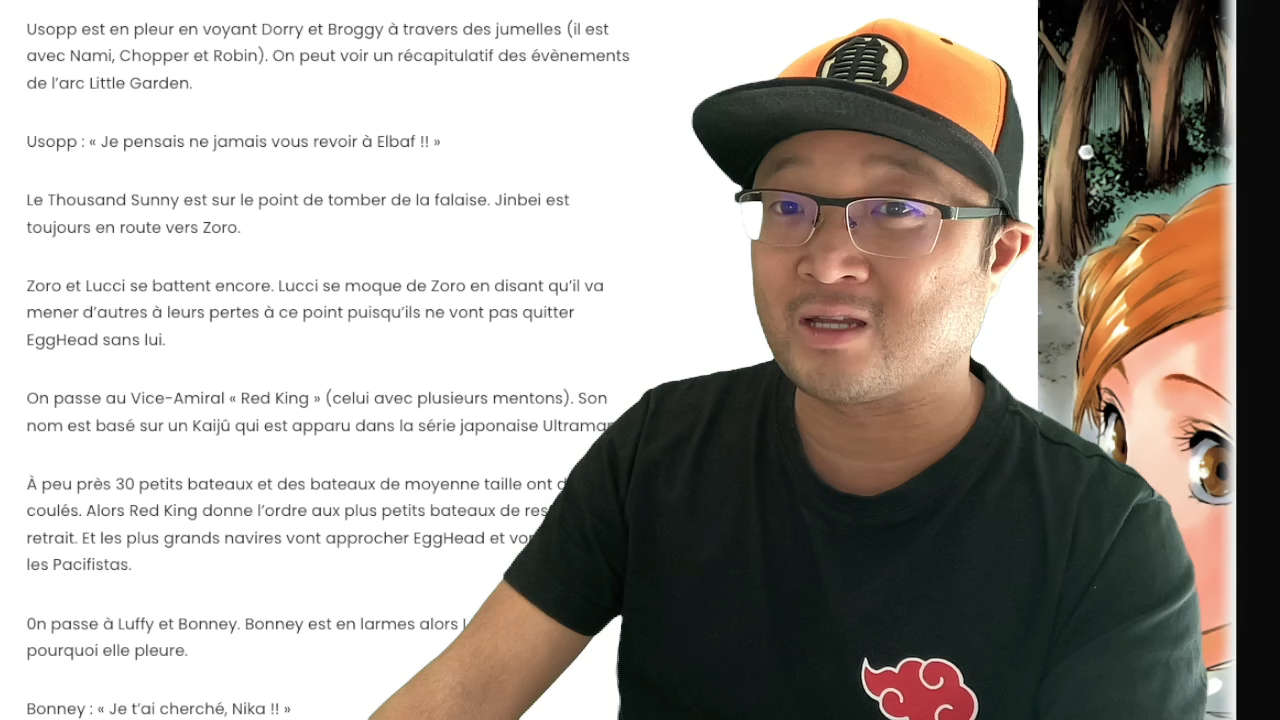 Usopp est en pleur en voyant Dorry et Broggy à travers des jumelles (il est
avec Nami, Chopper et Robin). On peut voir un récapitulatif des évènements
de l’arc Little Garden.
Usopp : « Je pensais ne jamais vous revoir à Elbaf !! »
Le Thousand Sunny est sur le point de tomber de la falaise. Jinbei est
toujours en route vers Zoro.
Zoro et Lucci se battent encore. Lucci se moque de Zoro en disant qu’il va
mener d’autres à leurs pertes à ce point puisqu’ils ne vont pas quitter
EggHead sans lui.
On passe au Vice-Amiral « Red King » (celui avec plusieurs mentons). Son
nom est basé sur un Kaijû qui est apparu dans la série japonaise
À peu près 30 petits bateaux et des bateaux de moyenne taille ont
coulés. Alors Red King donne l’ordre aux plus petits bateaux de
retrait. Et les plus grands navires vont approcher EggHead et
les Pacifistas.
0n passe à Luffy et Bonney. Bonney est en larmes alors
pourquoi elle pleure.
Bonney : « Je t’ai cherché, Nika !! »